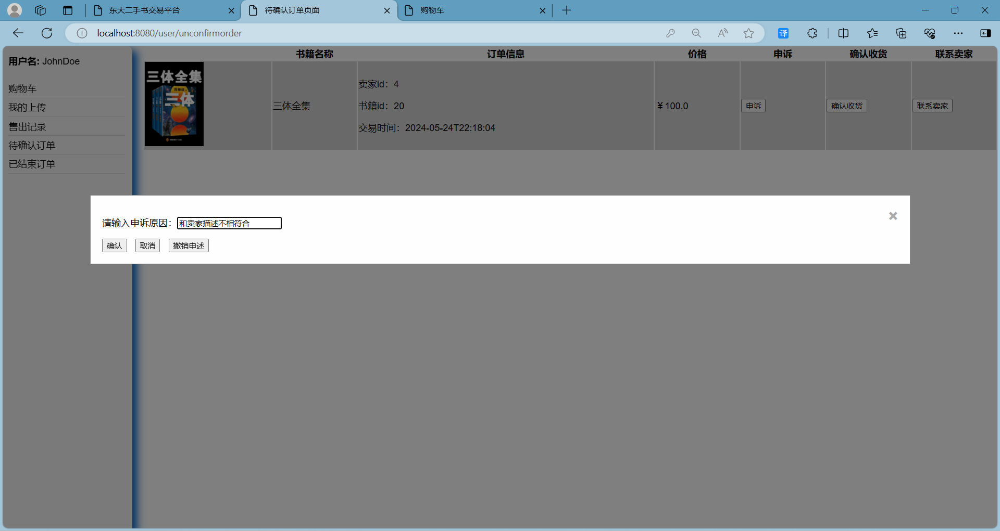 东大二手书交易平台
待确认订单页面
购物车
localhost:8080/user/unconfirmorder
译
用户名: JohnDoe
购物车
我的上传
售出记录
待确认订单
已结束订单
书籍名称 订单信息 价格 申诉 确认收货 联系卖家
三体全集
三体
三体全集
卖家id：4
书籍id：20
交易时间：2024-05-24T22:18:04
¥ 100.0
申诉
确认收货
联系卖家
请输入申诉原因：和卖家描述不相符合
确认 取消 撤销申述